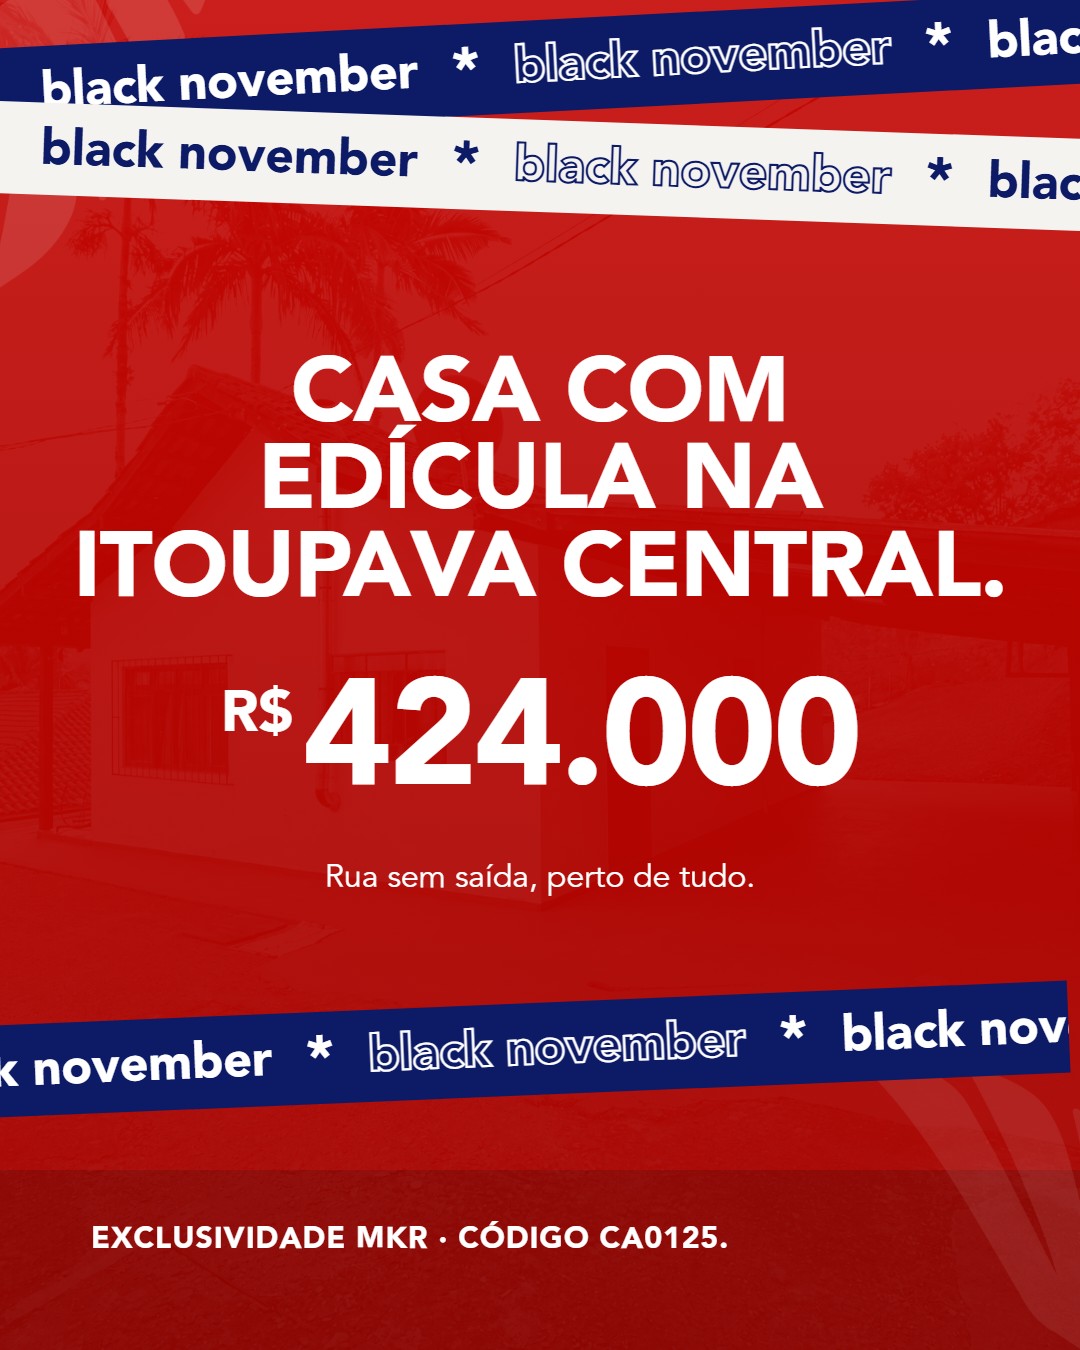 black november * black november * blac
black november * black november * blac
CASA COM
EDÍCULA NA
ITOUPAVA CENTRAL.
R$ 424.000
Rua sem saída, perto de tudo.
k november * black november * black nov
EXCLUSIVIDADE MKR · CÓDIGO CA0125.